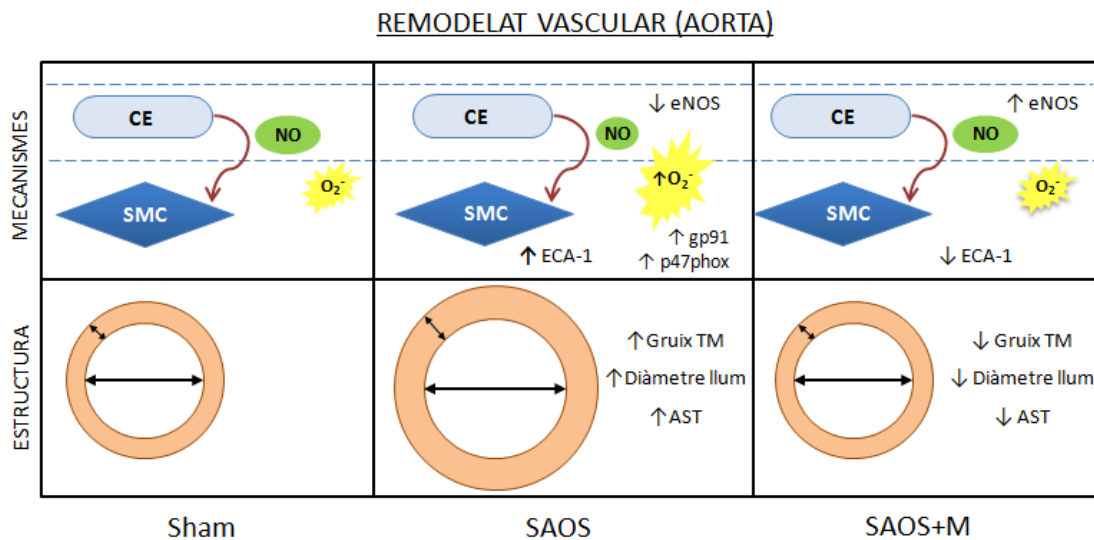 REMODELAT VASCULAR (AORTA)
MECANISMES
CE
NO
O₂⁻
SMC
↓ eNOS
CE
NO
↑O₂⁻
SMC
↑ gp91
↑ ECA-1
↑ p47phox
↑ eNOS
CE
NO
O₂⁻
SMC
↓ ECA-1
ESTRUCTURA
↑Gruix TM
↑Diàmetre llum
↑AST
↓ Gruix TM
↓ Diàmetre llum
↓ AST
Sham
SAOS
SAOS+M